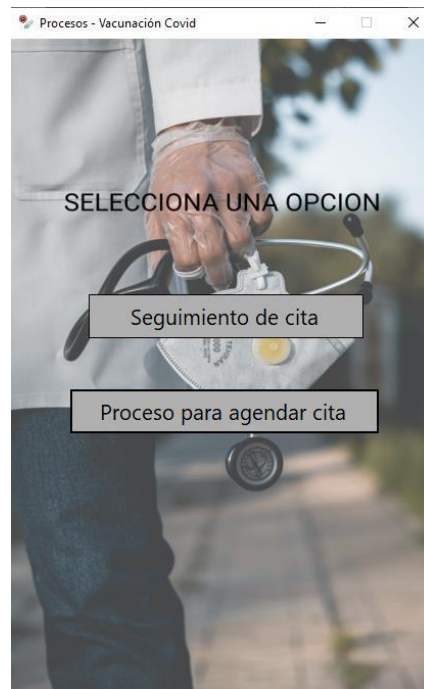 Procesos - Vacunación Covid
SELECCIONA UNA OPCION
Seguimiento de cita
Proceso para agendar cita